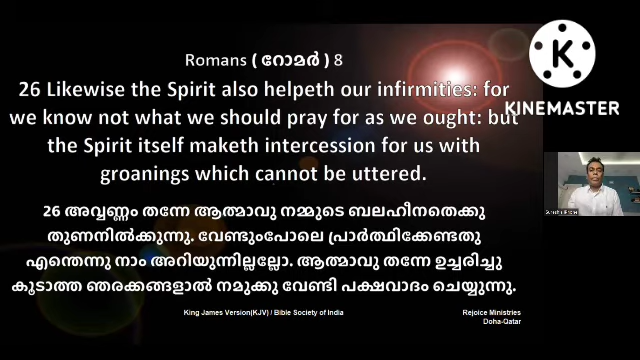 Romans ( റോമർ ) 8
26 Likewise the Spirit also helpeth our infirmities: for
we know not what we should pray for as we ought: but
the Spirit itself maketh intercession for us with
groanings which cannot be uttered.
26 അവ്വണ്ണം തന്നേ ആത്മാവു നമ്മുടെ ബലഹീനതെക്കു
തുണനില്ക്കുന്നു. വേണ്ടുംപോലെ പ്രാർത്ഥിക്കേണ്ടതു
എന്തെന്നു നാം അറിയുന്നില്ലല്ലോ. ആത്മാവു തന്നേ ഉച്ചരിച്ചു
കൂടാത്ത ഞരക്കങ്ങളാൽ നമുക്കു വേണ്ടി പക്ഷവാദം ചെയ്യുന്നു.
King James Version(KJV) / Bible Society of India
Rejoice Ministries
Doha-Qatar
K
KINEMASTER